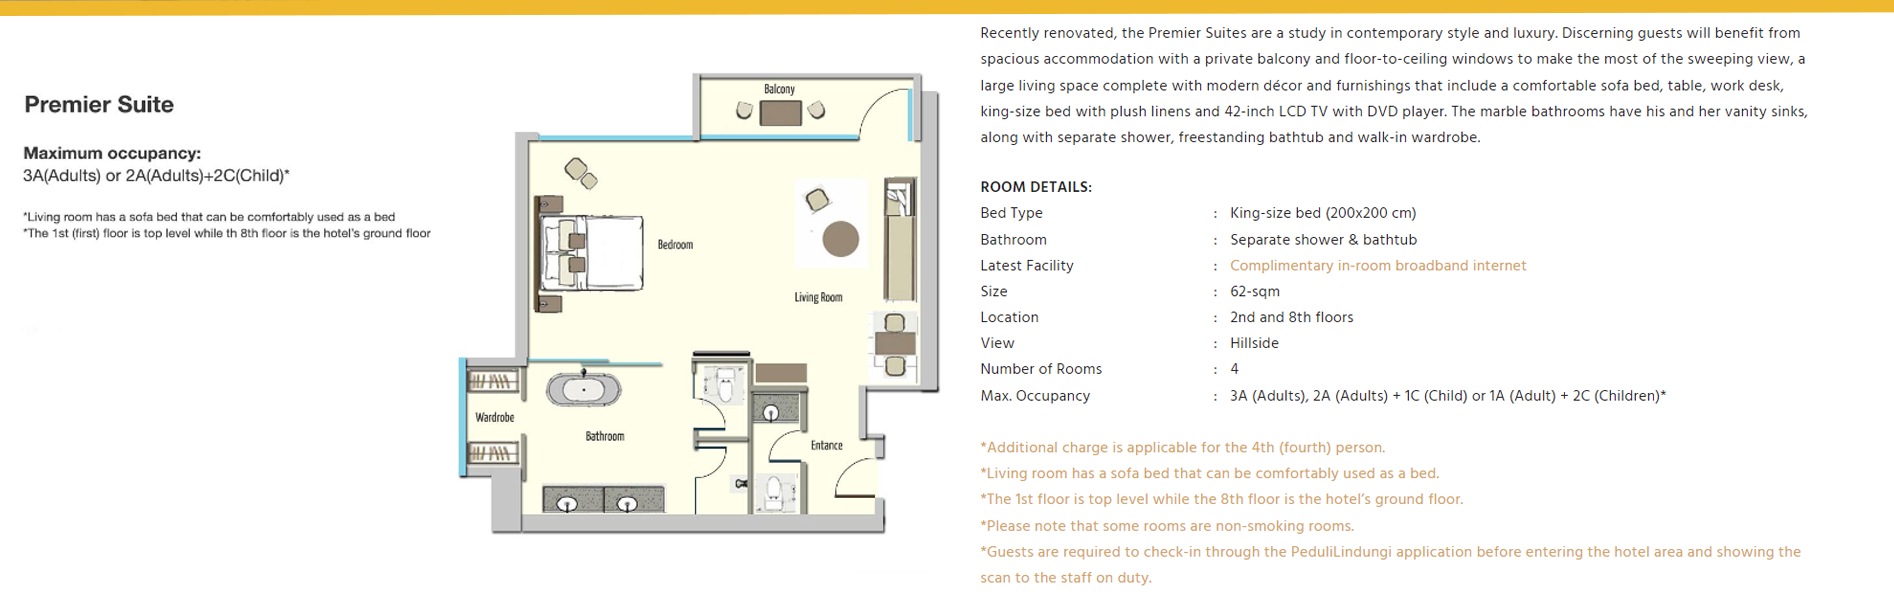 Premier Suite
Maximum occupancy:
3A(Adults) or 2A(Adults)+2C(Child)*
*Living room has a sofa bed that can be comfortably used as a bed
*The 1st (first) floor is top level while th 8th floor is the hotel's ground floor
Balcony
Bedroom
Living Room
Wardrobe
Bathroom
Entance
Recently renovated, the Premier Suites are a study in contemporary style and luxury. Discerning guests will benefit from
spacious accommodation with a private balcony and floor-to-ceiling windows to make the most of the sweeping view, a
large living space complete with modern décor and furnishings that include a comfortable sofa bed, table, work desk,
king-size bed with plush linens and 42-inch LCD TV with DVD player. The marble bathrooms have his and her vanity sinks,
along with separate shower, freestanding bathtub and walk-in wardrobe.
ROOM DETAILS:
Bed Type : King-size bed (200x200 cm)
Bathroom : Separate shower & bathtub
Latest Facility : Complimentary in-room broadband internet
Size : 62-sqm
Location : 2nd and 8th floors
View : Hillside
Number of Rooms : 4
Max. Occupancy : 3A (Adults), 2A (Adults) + 1C (Child) or 1A (Adult) + 2C (Children)*
*Additional charge is applicable for the 4th (fourth) person.
*Living room has a sofa bed that can be comfortably used as a bed.
*The 1st floor is top level while the 8th floor is the hotel’s ground floor.
*Please note that some rooms are non-smoking rooms.
*Guests are required to check-in through the PeduliLindungi application before entering the hotel area and showing the
scan to the staff on duty.